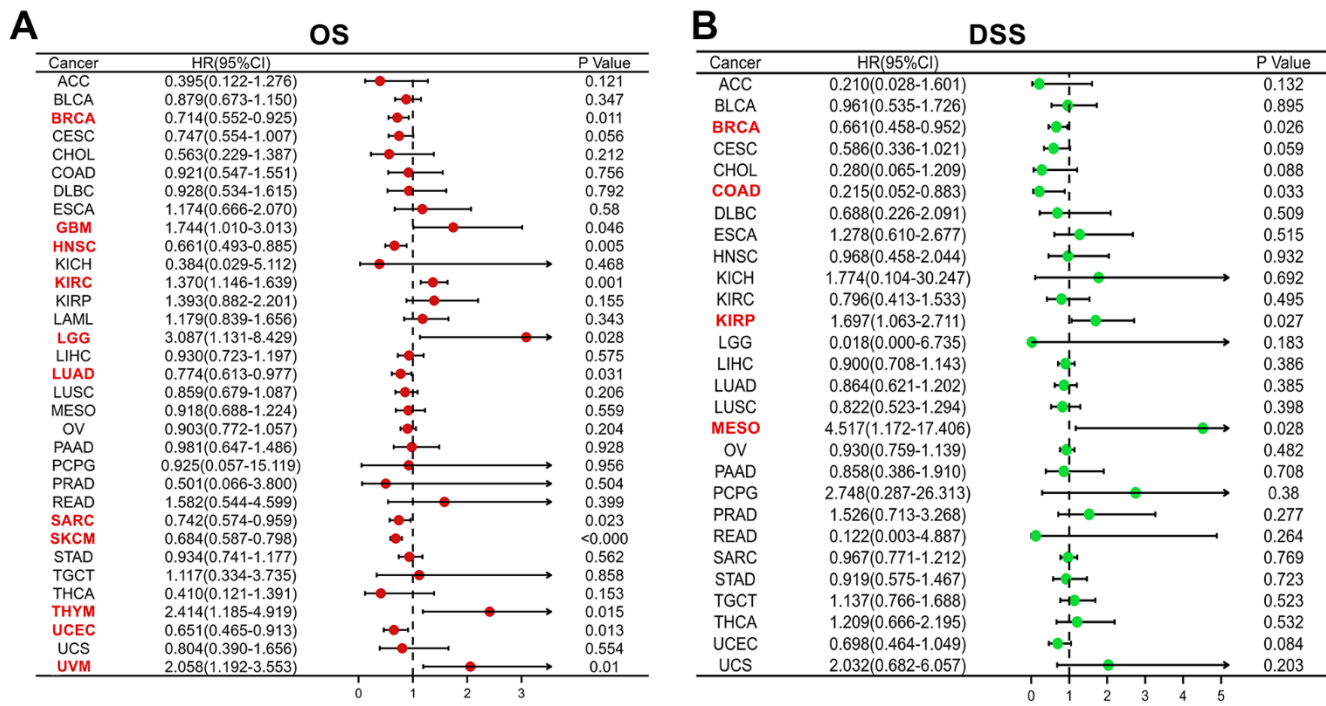 A
OS
Cancer HR(95%CI) P Value
ACC 0.395(0.122-1.276) 0.121
BLCA 0.879(0.673-1.150) 0.347
BRCA 0.714(0.552-0.925) 0.011
CESC 0.747(0.554-1.007) 0.056
CHOL 0.563(0.229-1.387) 0.212
COAD 0.921(0.547-1.551) 0.756
DLBC 0.928(0.534-1.615) 0.792
ESCA 1.174(0.666-2.070) 0.58
GBM 1.744(1.010-3.013) 0.046
HNSC 0.661(0.493-0.885) 0.005
KICH 0.384(0.029-5.112) 0.468
KIRC 1.370(1.146-1.639) 0.001
KIRP 1.393(0.882-2.201) 0.155
LAML 1.179(0.839-1.656) 0.343
LGG 3.087(1.131-8.429) 0.028
LIHC 0.930(0.723-1.197) 0.575
LUAD 0.774(0.613-0.977) 0.031
LUSC 0.859(0.679-1.087) 0.206
MESO 0.918(0.688-1.224) 0.559
OV 0.903(0.772-1.057) 0.204
PAAD 0.981(0.647-1.486) 0.928
PCPG 0.925(0.057-15.119) 0.956
PRAD 0.501(0.066-3.800) 0.504
READ 1.582(0.544-4.599) 0.399
SARC 0.742(0.574-0.959) 0.023
SKCM 0.684(0.587-0.798) <0.000
STAD 0.934(0.741-1.177) 0.562
TGCT 1.117(0.334-3.735) 0.858
THCA 0.410(0.121-1.391) 0.153
THYM 2.414(1.185-4.919) 0.015
UCEC 0.651(0.465-0.913) 0.013
UCS 0.804(0.390-1.656) 0.554
UVM 2.058(1.192-3.553) 0.01
0 1 2 3
B
DSS
Cancer HR(95%CI) P Value
ACC 0.210(0.028-1.601) 0.132
BLCA 0.961(0.535-1.726) 0.895
BRCA 0.661(0.458-0.952) 0.026
CESC 0.586(0.336-1.021) 0.059
CHOL 0.280(0.065-1.209) 0.088
COAD 0.215(0.052-0.883) 0.033
DLBC 0.688(0.226-2.091) 0.509
ESCA 1.278(0.610-2.677) 0.515
HNSC 0.968(0.458-2.044) 0.932
KICH 1.774(0.104-30.247) 0.692
KIRC 0.796(0.413-1.533) 0.495
KIRP 1.697(1.063-2.711) 0.027
LGG 0.018(0.000-6.735) 0.183
LIHC 0.900(0.708-1.143) 0.386
LUAD 0.864(0.621-1.202) 0.385
LUSC 0.822(0.523-1.294) 0.398
MESO 4.517(1.172-17.406) 0.028
OV 0.930(0.759-1.139) 0.482
PAAD 0.858(0.386-1.910) 0.708
PCPG 2.748(0.287-26.313) 0.38
PRAD 1.526(0.713-3.268) 0.277
READ 0.122(0.003-4.887) 0.264
SARC 0.967(0.771-1.212) 0.769
STAD 0.919(0.575-1.467) 0.723
TGCT 1.137(0.766-1.688) 0.523
THCA 1.209(0.666-2.195) 0.532
UCEC 0.698(0.464-1.049) 0.084
UCS 2.032(0.682-6.057) 0.203
0 1 2 3 4 5